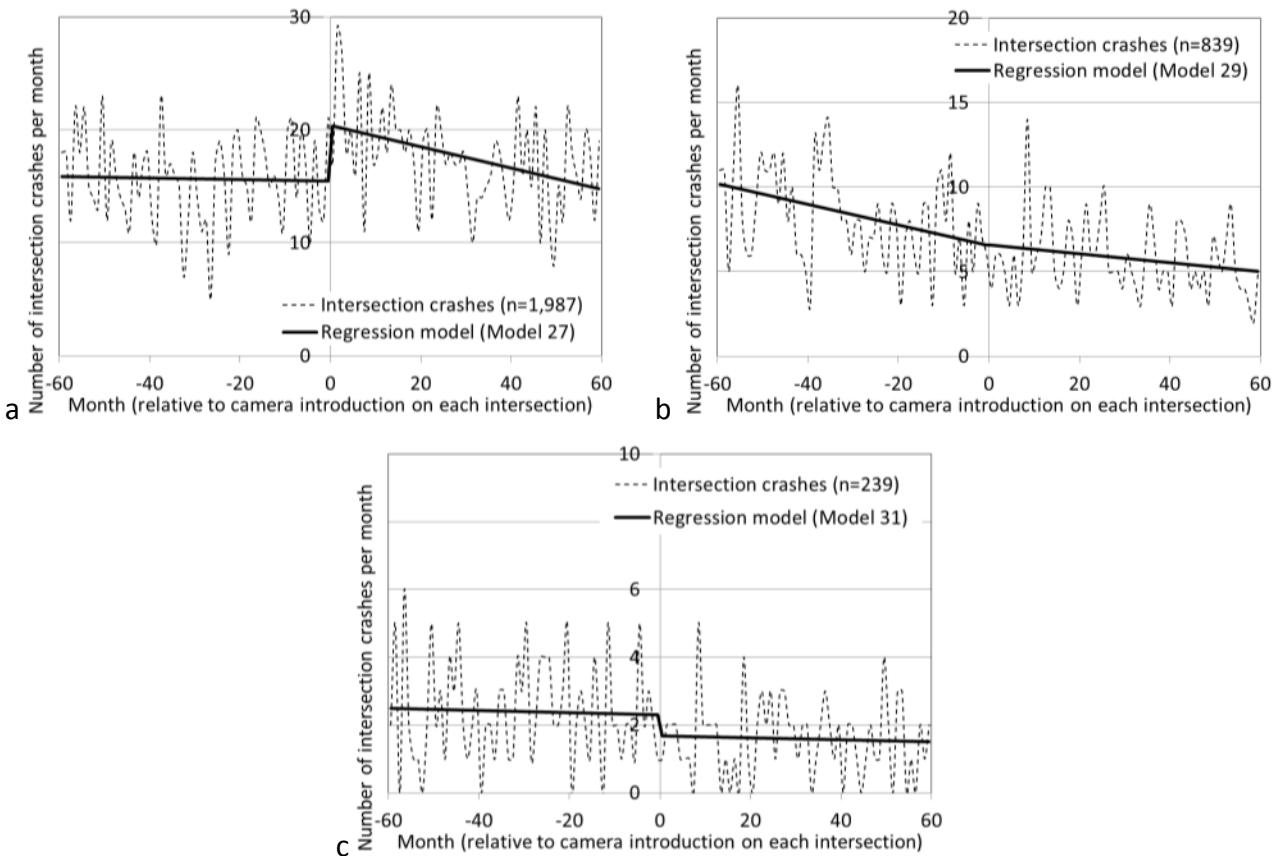 30
20
10
0
Number of intersection crashes per month
Intersection crashes (n=1,987)
Regression model (Model 27)
-60 -40 -20 0 20 40 60
Month (relative to camera introduction on each intersection)
a
20
15
10
5
0
Number of intersection crashes per month
Intersection crashes (n=839)
Regression model (Model 29)
-60 -40 -20 0 20 40 60
Month (relative to camera introduction on each intersection)
b
10
6
4
2
0
Number of intersection crashes per month
Intersection crashes (n=239)
Regression model (Model 31)
-60 -40 -20 0 20 40 60
Month (relative to camera introduction on each intersection)
c